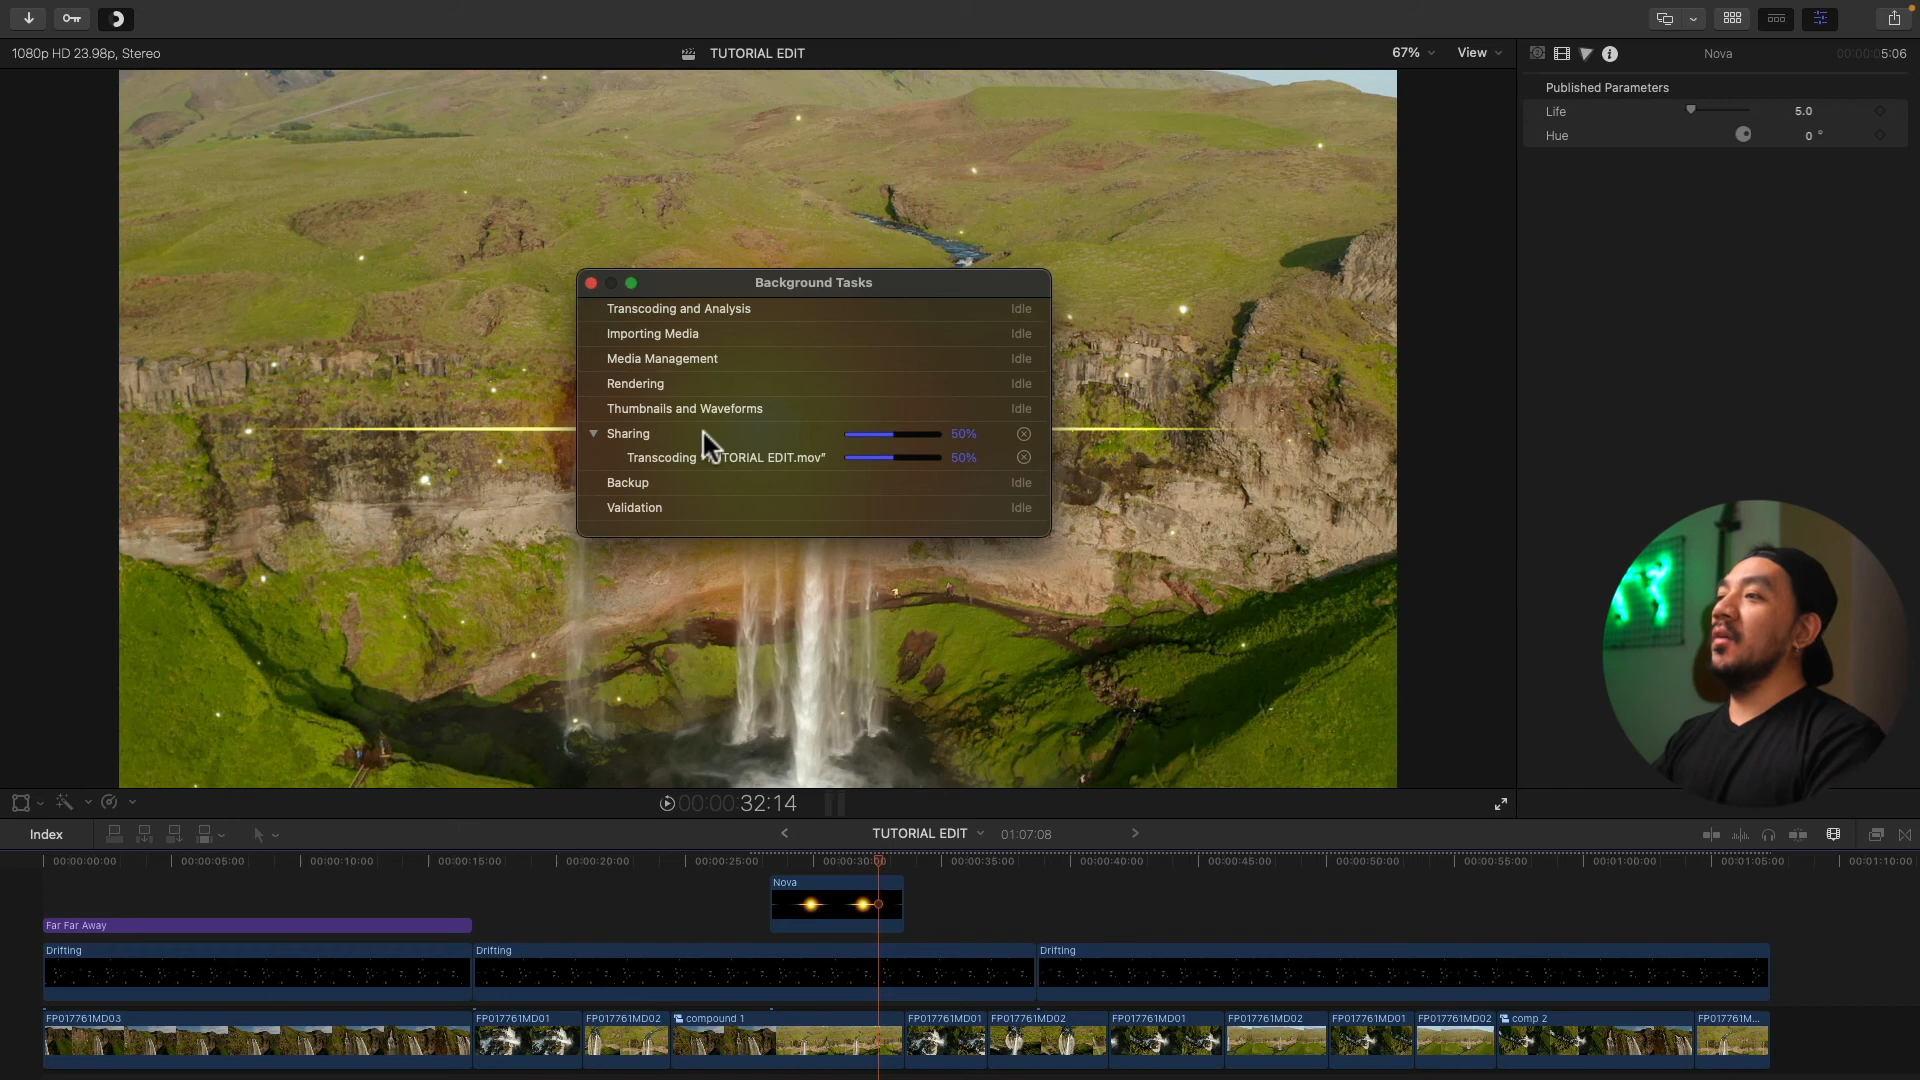 1080p HD 23.98p, Stereo
TUTORIAL EDIT
67%
View
Nova
00:00:05:06
Published Parameters
Life
5.0
Hue
0 °
Background Tasks
Transcoding and Analysis
Idle
Importing Media
Idle
Media Management
Idle
Rendering
Idle
Thumbnails and Waveforms
Idle
Sharing
50%
Transcoding TORIAL EDIT.mov"
50%
Backup
Idle
Validation
Idle
00:00:32:14
Index
TUTORIAL EDIT
01:07:08
00:00:00:00
00:00:05:00
00:00:10:00
00:00:15:00
00:00:20:00
00:00:25:00
00:00:30:00
00:00:35:00
00:00:40:00
00:00:45:00
00:00:50:00
00:00:55:00
00:01:00:00
00:01:05:00
00:01:10:00
Nova
Far Far Away
Drifting
Drifting
Drifting
FP017761MD03
FP017761MD01
FP017761MD02
compound 1
FP017761MD01
FP017761MD02
FP017761MD01
FP017761MD02
FP017761MD01
FP017761MD02
comp 2
FP017761M...